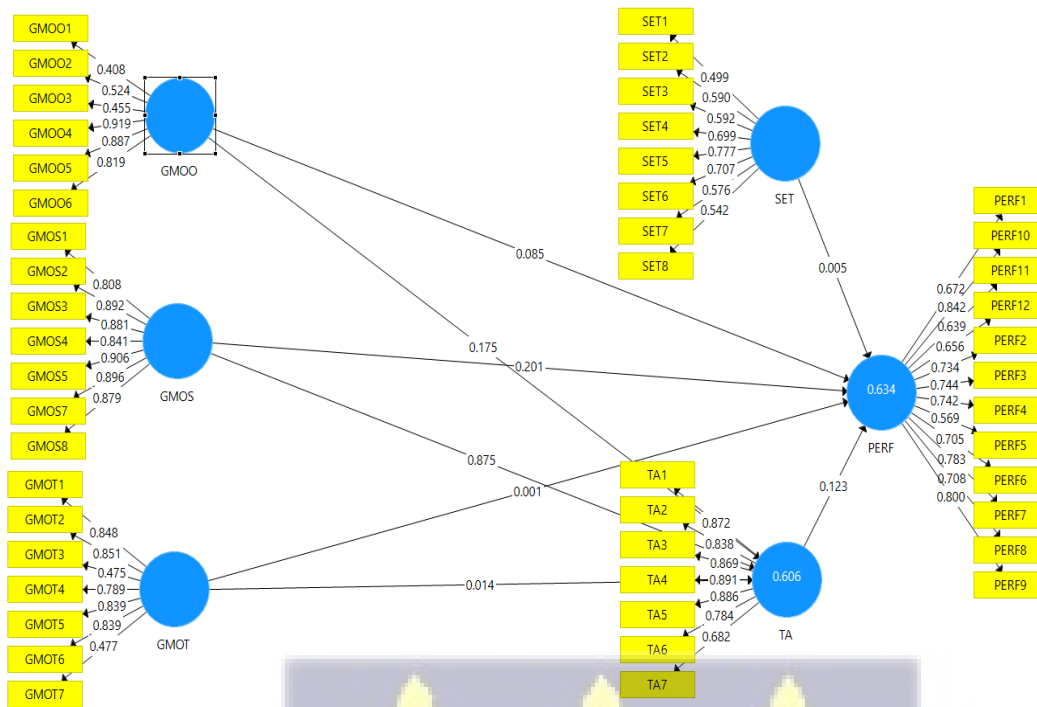 GMOO1
GMOO2
GMOO3
GMOO4
GMOO5
GMOO6
0.408
0.524
0.455
0.919
0.887
0.819
GMOO
GMOS1
GMOS2
GMOS3
GMOS4
GMOS5
GMOS7
GMOS8
0.808
0.892
0.881
0.841
0.906
0.896
0.879
GMOS
GMOT1
GMOT2
GMOT3
GMOT4
GMOT5
GMOT6
GMOT7
0.848
0.851
0.475
0.789
0.839
0.839
0.477
GMOT
0.085
0.175
0.201
0.875
0.001
0.014
SET1
SET2
SET3
SET4
SET5
SET6
SET7
SET8
0.499
0.590
0.592
0.699
0.777
0.707
0.576
0.542
SET
0.005
TA1
TA2
TA3
TA4
TA5
TA6
TA7
0.872
0.838
0.869
0.891
0.886
0.784
0.682
0.606
TA
0.123
0.634
PERF
0.672
0.842
0.639
0.656
0.734
0.744
0.742
0.569
0.705
0.783
0.708
0.800
PERF1
PERF10
PERF11
PERF12
PERF2
PERF3
PERF4
PERF5
PERF6
PERF7
PERF8
PERF9